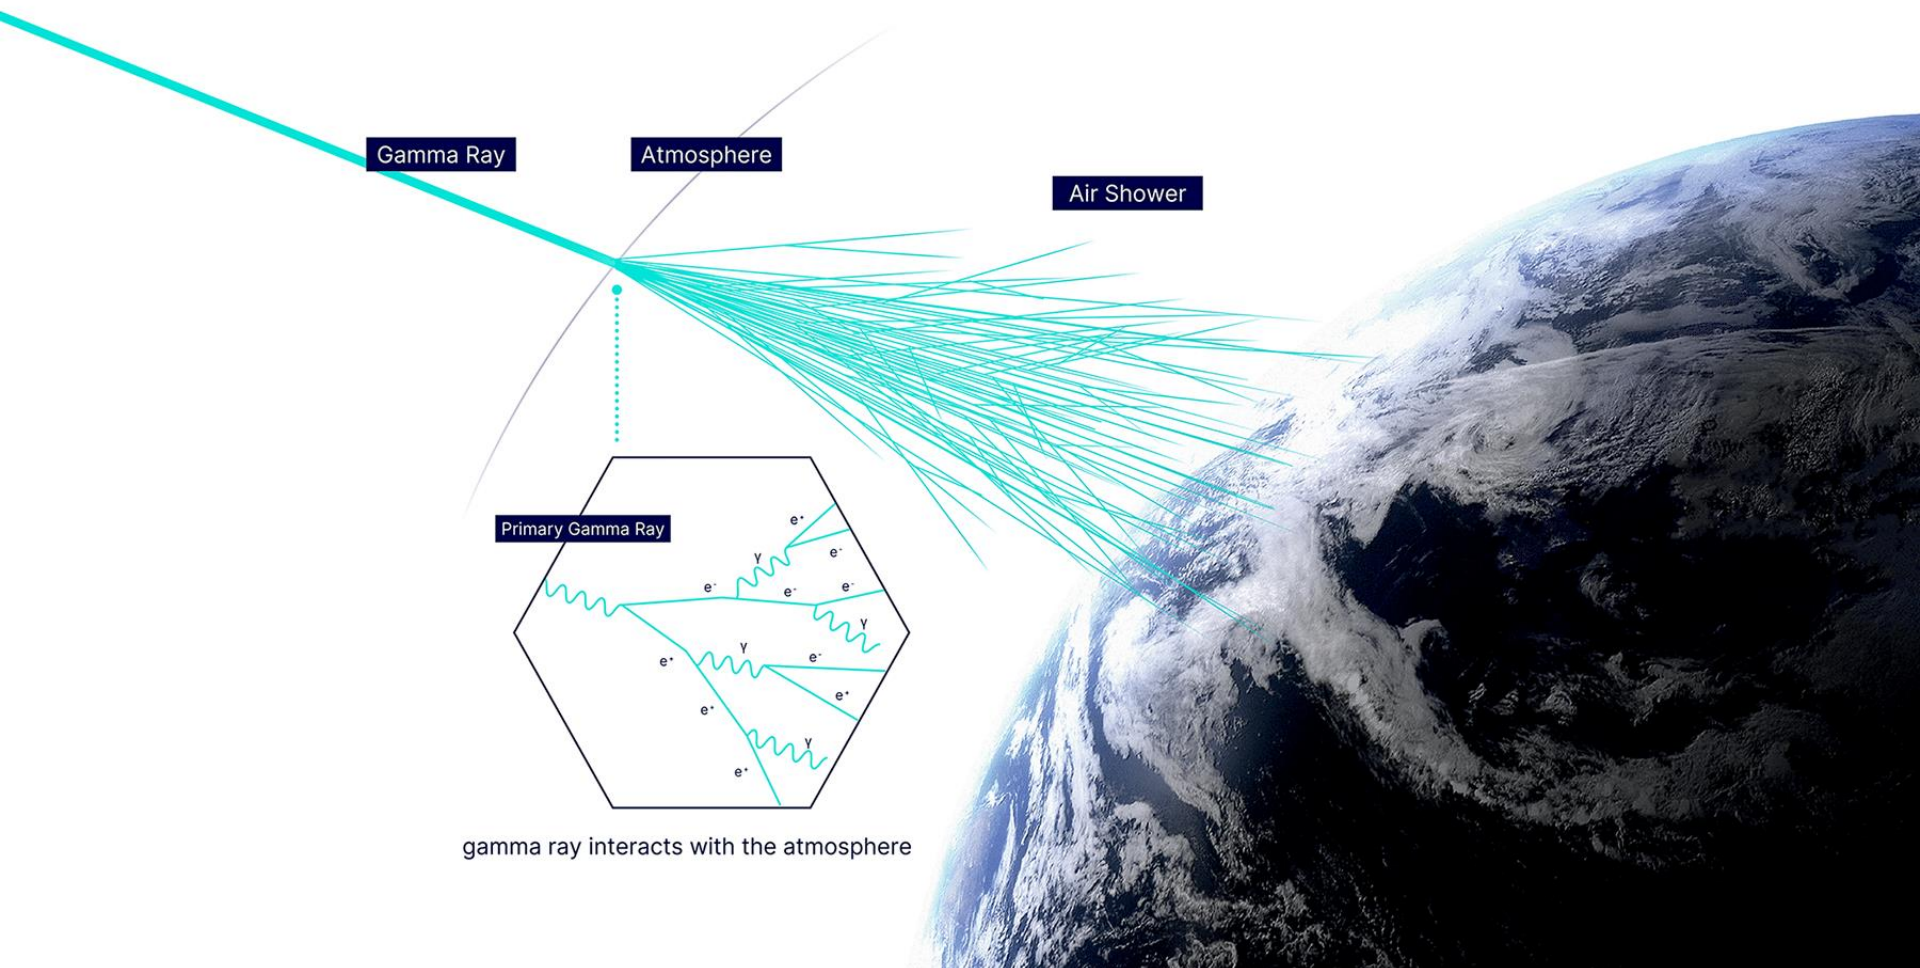 Gamma Ray
Atmosphere
Air Shower
Primary Gamma Ray
e⁺
γ
e⁻
e⁻
e⁻
e⁻
γ
γ
e⁺
e⁻
e⁺
e⁺
γ
e⁺
gamma ray interacts with the atmosphere